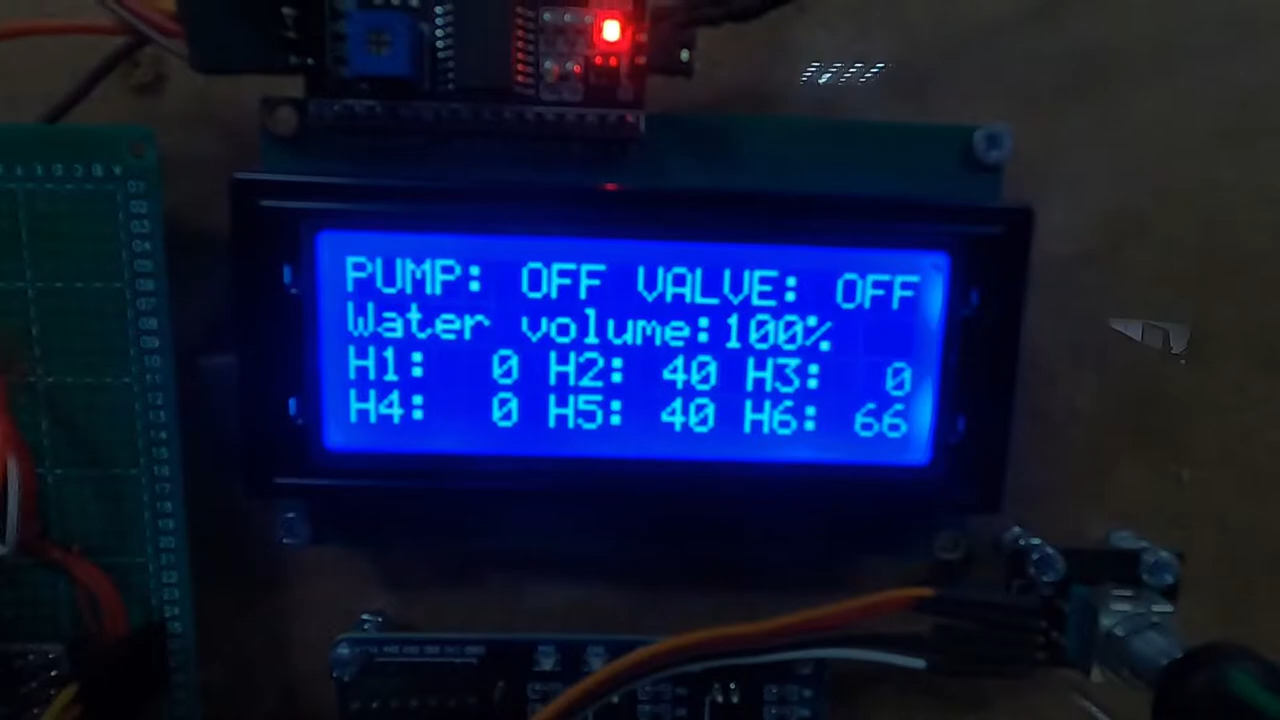 PUMP: OFF VALVE: OFF
Water volume:100%
H1: 0 H2: 40 H3: 0
H4: 0 H5: 40 H6: 66